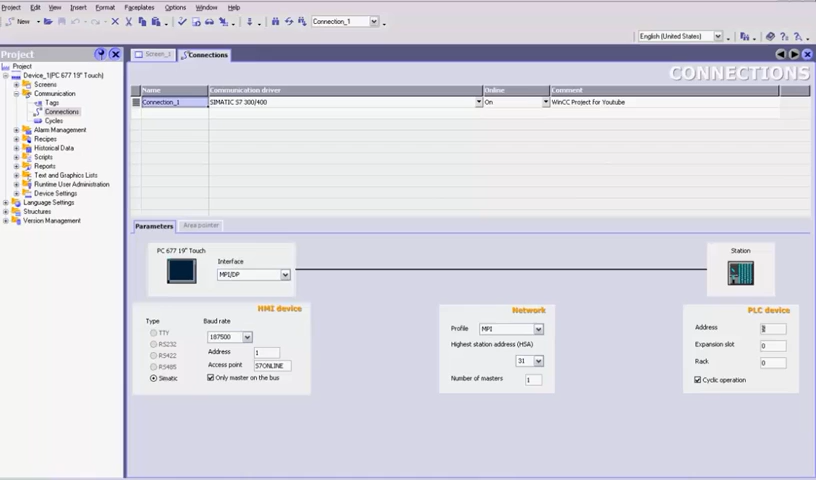 Project Edit View Insert Format Faceplates Options Window Help
New
Connection_1
English (United States)
Project
Screen_1
Connections
CONNECTIONS
Project
Device_1(PC 677 19" Touch)
Screens
Communication
Tags
Connections
Cycles
Alarm Management
Recipes
Historical Data
Scripts
Reports
Text and Graphics Lists
Runtime User Administration
Device Settings
Language Settings
Structures
Version Management
Name Communication driver Online Comment
Connection_1 SIMATIC S7 300/400 On WinCC Project For Youtube
Parameters Area pointer
PC 677 19" Touch
Interface
MPI/DP
Station
HMI device
Type
TTY
RS232
RS422
RS485
Simatic
Baud rate
187500
Address 1
Access point S7ONLINE
Only master on the bus
Network
Profile MPI
Highest station address (HSA)
31
Number of masters 1
PLC device
Address
Expansion slot 0
Rack 0
Cyclic operation